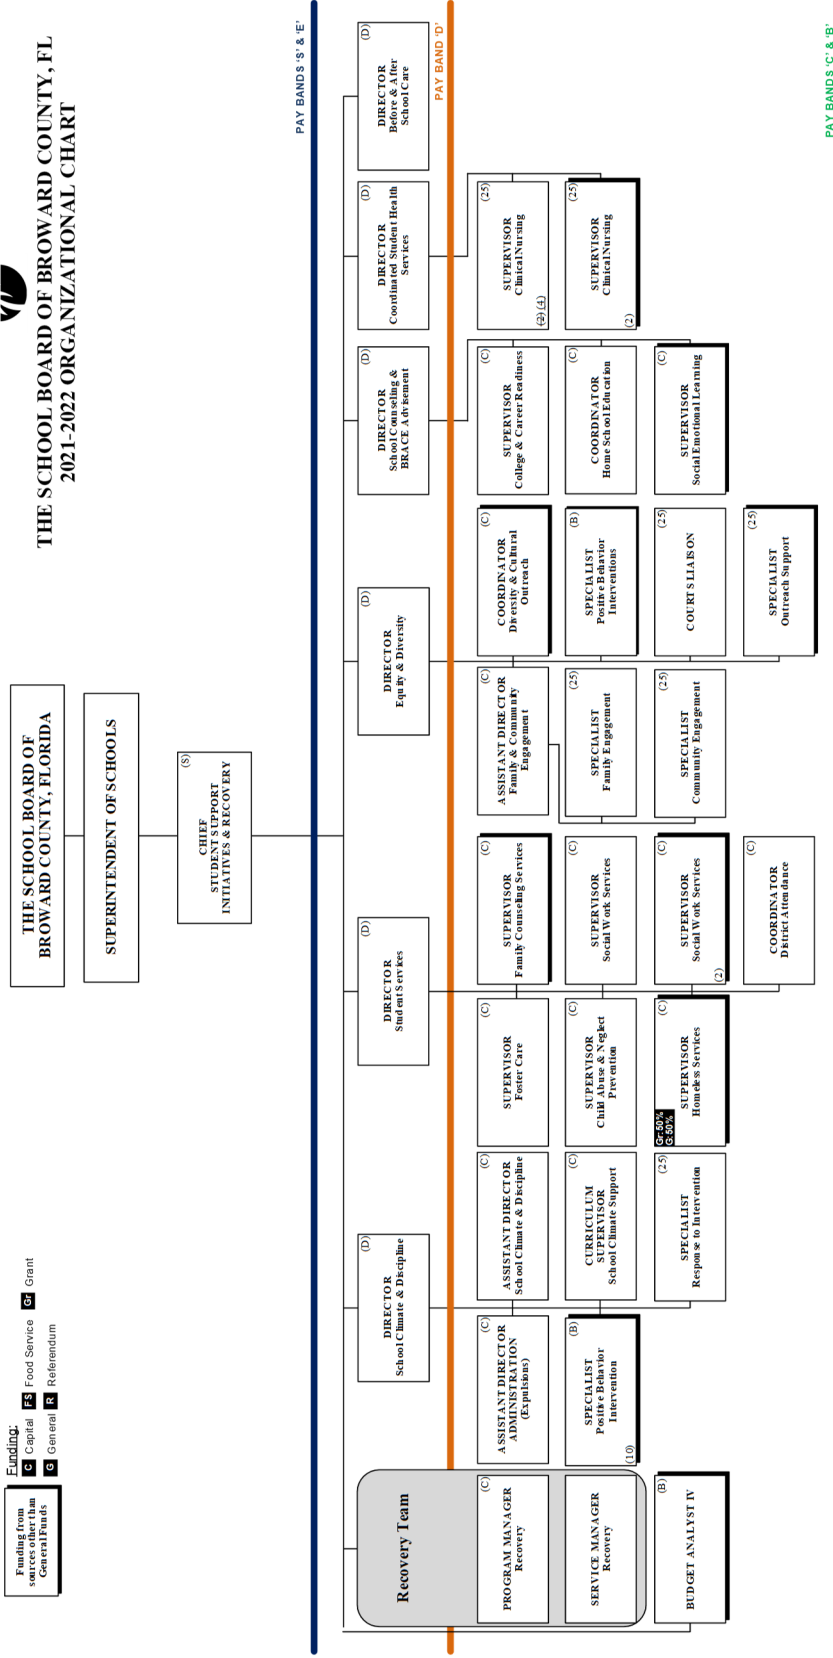 THE SCHOOL BOARD OF BROWARD COUNTY, FL
2021-2022 ORGANIZATIONAL CHART
Funding from
sources other than
General Funds
Funding:
C Capital FS Food Service Gr Grant
G General R Referendum
THE SCHOOL BOARD OF
BROWARD COUNTY, FLORIDA
SUPERINTENDENT OF SCHOOLS
(S)
CHIEF
STUDENT SUPPORT
INITIATIVES & RECOVERY
PAY BANDS 'S' & 'E'
Recovery Team
(C)
PROGRAM MANAGER
Recovery
SERVICE MANAGER
Recovery
(B)
BUDGET ANALYST IV
(D)
DIRECTOR
School Climate & Discipline
(C)
ASSISTANT DIRECTOR
ADMINISTRATION
(Expulsions)
(B)
SPECIALIST
Positive Behavior
Intervention
(10)
(C)
ASSISTANT DIRECTOR
School Climate & Discipline
(C)
CURRICULUM
SUPERVISOR
School Climate Support
(25)
SPECIALIST
Response to Intervention
(D)
DIRECTOR
Student Services
(C)
SUPERVISOR
Foster Care
(C)
SUPERVISOR
Child Abuse & Neglect
Prevention
(C)
Gr:50%
G:50%
SUPERVISOR
Homeless Services
(C)
SUPERVISOR
Family Counseling Services
(C)
SUPERVISOR
Social Work Services
(C)
SUPERVISOR
Social Work Services
(2)
(C)
COORDINATOR
District Attendance
(D)
DIRECTOR
Equity & Diversity
(C)
ASSISTANT DIRECTOR
Family & Community
Engagement
(25)
SPECIALIST
Family Engagement
(25)
SPECIALIST
Community Engagement
(C)
COORDINATOR
Diversity & Cultural
Outreach
(B)
SPECIALIST
Positive Behavior
Interventions
(25)
COURTS LIAISON
(25)
SPECIALIST
Outreach Support
(D)
DIRECTOR
School Counseling &
BRACE Advisement
(C)
SUPERVISOR
College & Career Readiness
(C)
COORDINATOR
Home School Education
(C)
SUPERVISOR
Social Emotional Learning
(D)
DIRECTOR
Coordinated Student Health
Services
(25)
SUPERVISOR
Clinical Nursing
(2) (4)
(25)
SUPERVISOR
Clinical Nursing
(2)
(D)
DIRECTOR
Before & After
School Care
PAY BAND 'D'
PAY BANDS 'C' & 'B'